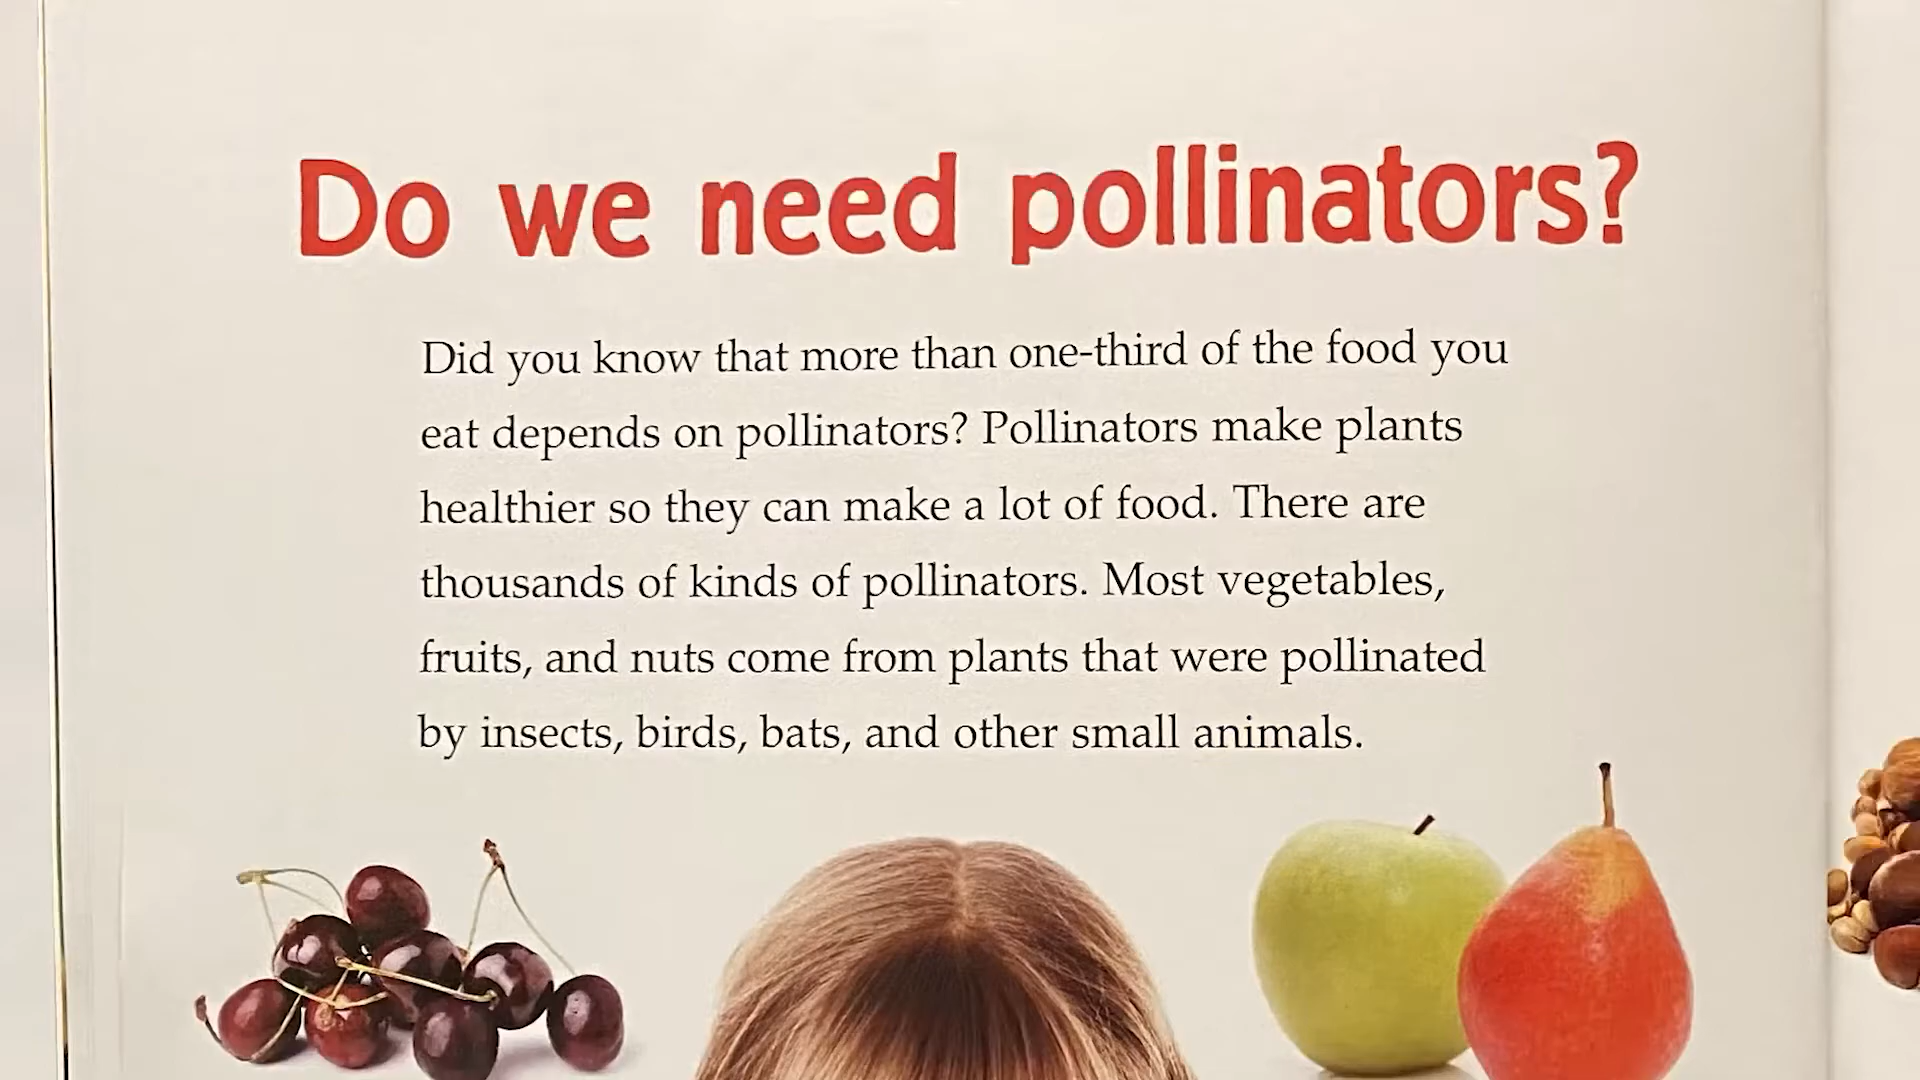 Do we need pollinators?
Did you know that more than one-third of the food you
eat depends on pollinators? Pollinators make plants
healthier so they can make a lot of food. There are
thousands of kinds of pollinators. Most vegetables,
fruits, and nuts come from plants that were pollinated
by insects, birds, bats, and other small animals.